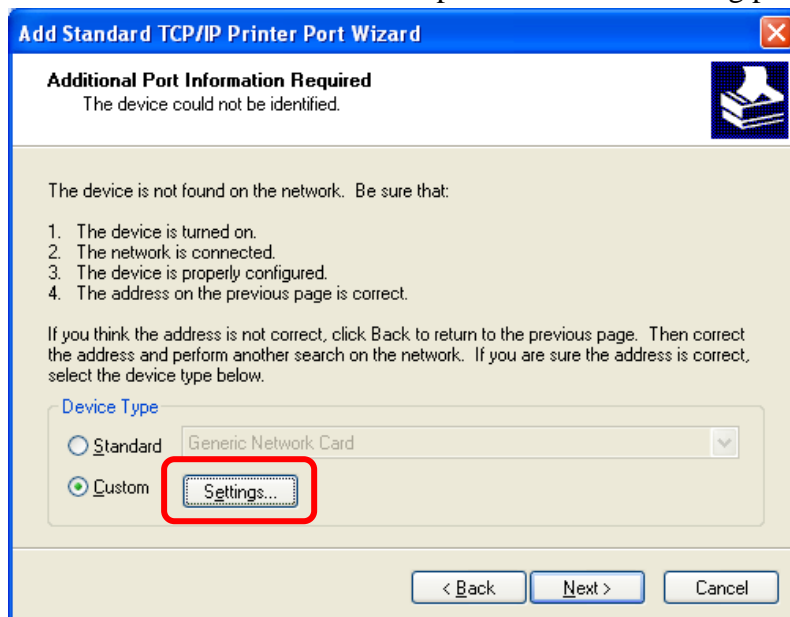 Add Standard TCP/IP Printer Port Wizard
Additional Port Information Required
The device could not be identified.
The device is not found on the network.  Be sure that:
1. The device is turned on.
2. The network is connected.
3. The device is properly configured.
4. The address on the previous page is correct.
If you think the address is not correct, click Back to return to the previous page.  Then correct
the address and perform another search on the network.  If you are sure the address is correct,
select the device type below.
Device Type
Standard Generic Network Card
Custom Settings...
< Back Next > Cancel